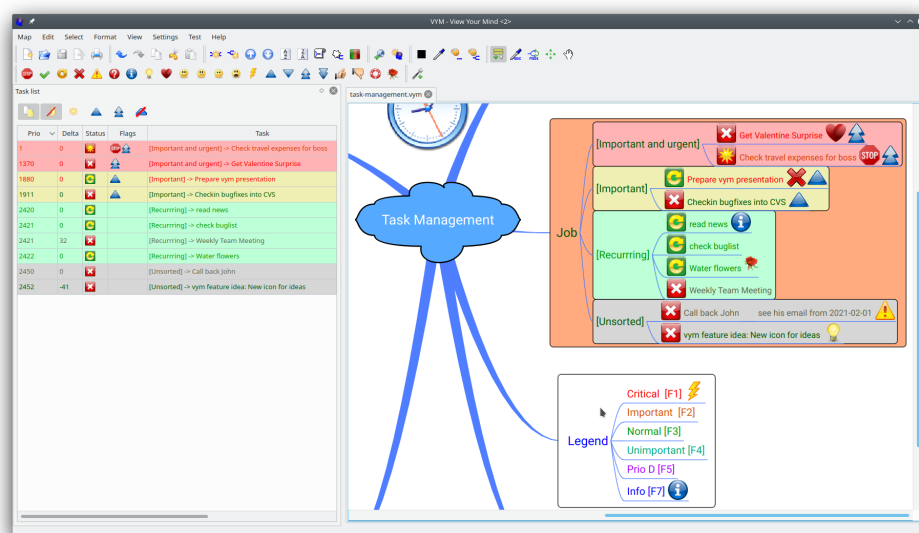 VYM - View Your Mind <2>
Map Edit Select Format View Settings Test Help
Task list
task-management.vym
Prio Delta Status Flags Task
1 0 STOP [Important and urgent] -> Check travel expenses for boss
1370 0 [Important and urgent] -> Get Valentine Surprise
1880 0 [Important] -> Prepare vym presentation
1911 0 [Important] -> Checkin bugfixes into CVS
2420 0 [Recurrring] -> read news
2421 0 [Recurrring] -> check buglist
2421 32 [Recurrring] -> Weekly Team Meeting
2422 0 [Recurrring] -> Water flowers
2450 0 [Unsorted] -> Call back John
2452 -41 [Unsorted] -> vym feature idea: New icon for ideas
Task Management
Job
[Important and urgent]
Get Valentine Surprise
Check travel expenses for boss STOP
[Important]
Prepare vym presentation
Checkin bugfixes into CVS
[Recurrring]
read news
check buglist
Water flowers
Weekly Team Meeting
[Unsorted]
Call back John see his email from 2021-02-01
vym feature idea: New icon for ideas
Legend
Critical [F1]
Important [F2]
Normal [F3]
Unimportant [F4]
Prio D [F5]
Info [F7]